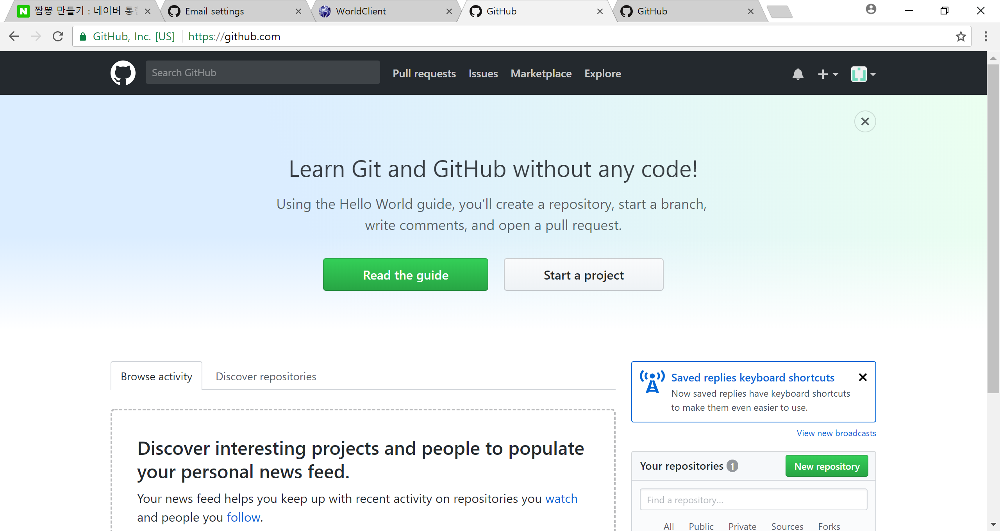 짬뽕 만들기 : 네이버
Email settings
WorldClient
GitHub
GitHub
GitHub, Inc. [US]
https://github.com
Search GitHub
Pull requests
Issues
Marketplace
Explore
Learn Git and GitHub without any code!
Using the Hello World guide, you’ll create a repository, start a branch,
write comments, and open a pull request.
Read the guide
Start a project
Browse activity
Discover repositories
Saved replies keyboard shortcuts
Now saved replies have keyboard shortcuts
to make them even easier to use.
View new broadcasts
Discover interesting projects and people to populate
your personal news feed.
Your news feed helps you keep up with recent activity on repositories you watch
and people you follow.
Your repositories 1
New repository
Find a repository...
All
Public
Private
Sources
Forks